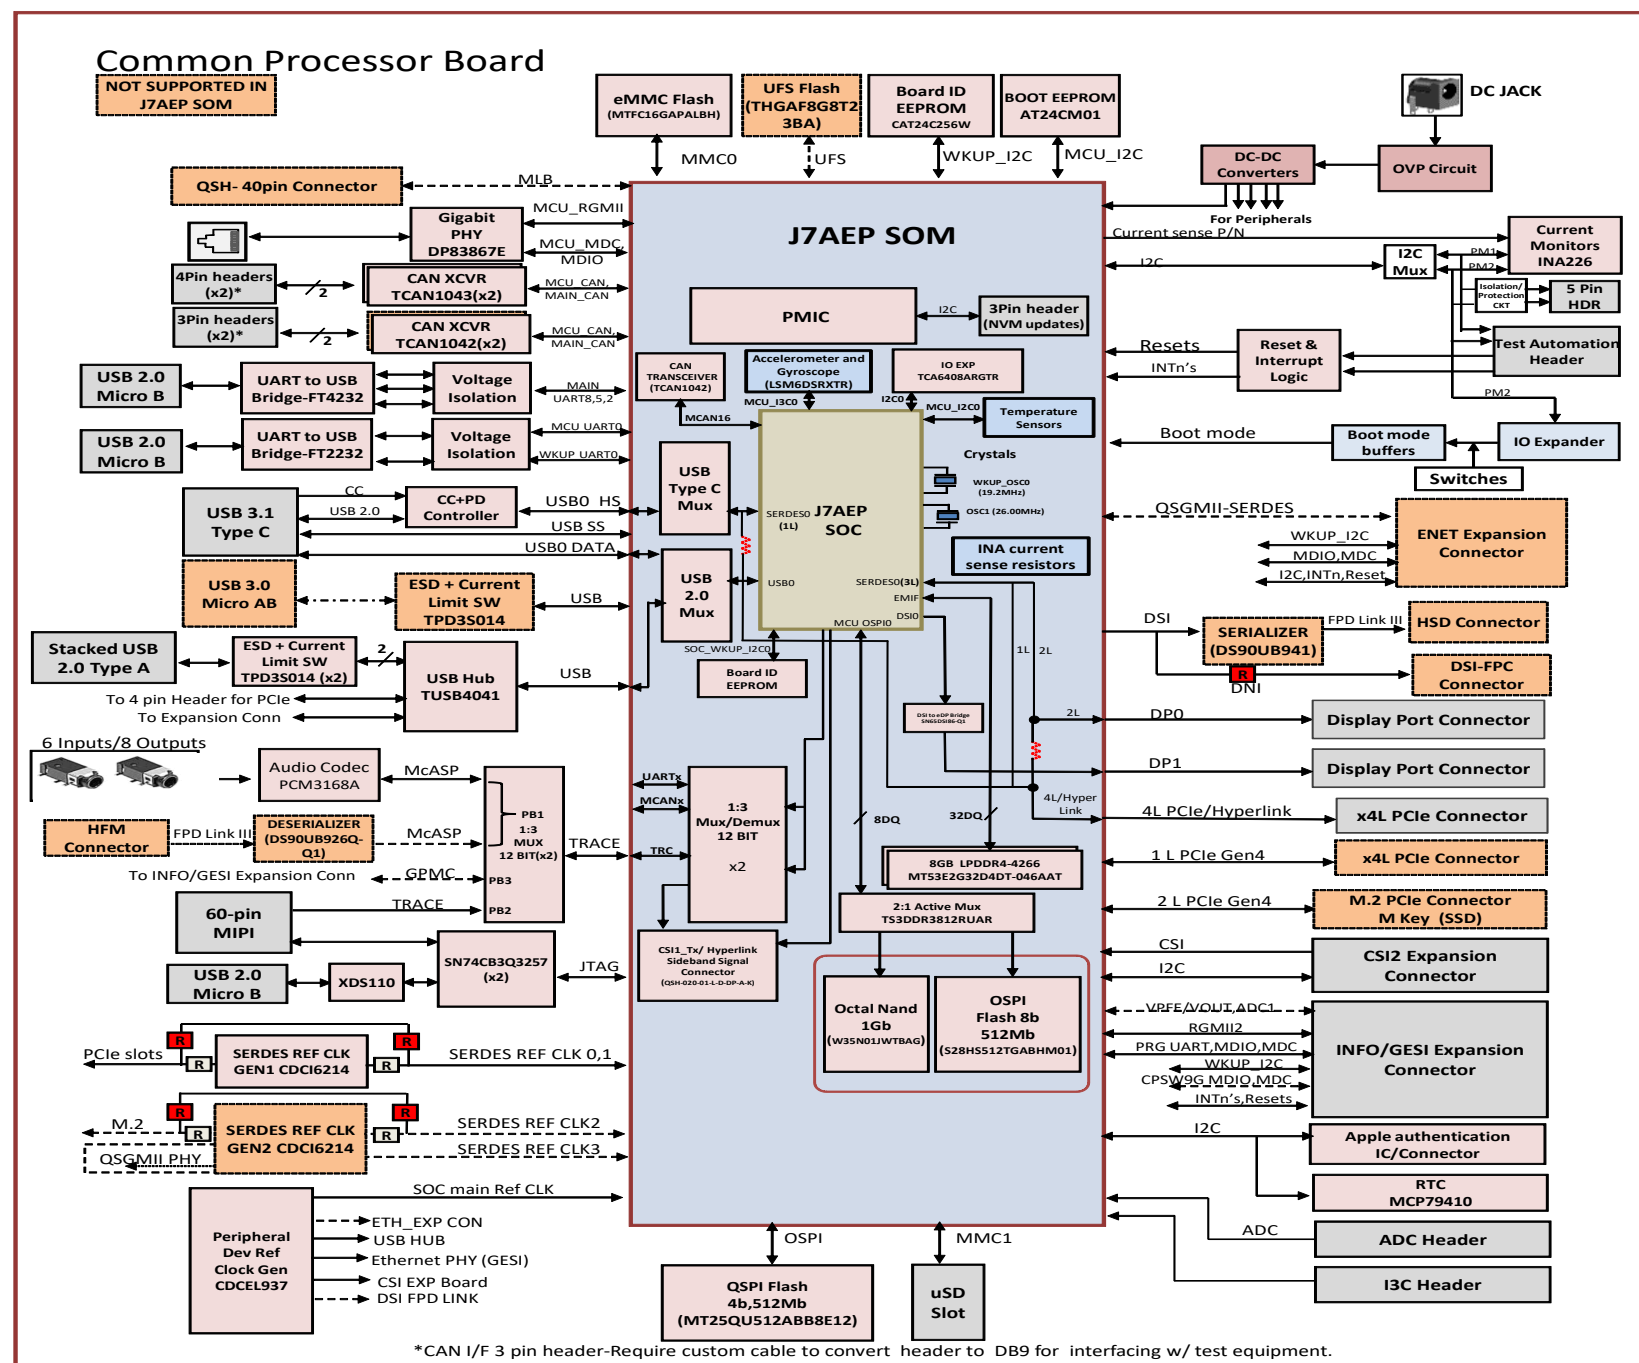 Common Processor Board
NOT SUPPORTED IN
J7AEP SOM
eMMC Flash
(MTFC16GAPALBH)
UFS Flash
(THGAF8G8T2
3BA)
Board ID
EEPROM
CAT24C256W
BOOT EEPROM
AT24CM01
DC JACK
MMC0
UFS
WKUP_I2C
MCU_I2C
DC-DC
Converters
OVP Circuit
For Peripherals
QSH- 40pin Connector
MLB
MCU_RGMII
Gigabit
PHY
DP83867E
MCU_MDC,
MDIO
J7AEP SOM
Current sense P/N
Current
Monitors
INA226
I2C
I2C
Mux
PM1
PM2
Isolation/
Protection
CKT
5 Pin
HDR
4Pin headers
(x2)*
2
CAN XCVR
TCAN1043(x2)
MCU_CAN,
MAIN_CAN
3Pin headers
(x2)*
2
CAN XCVR
TCAN1042(x2)
MCU_CAN,
MAIN_CAN
PMIC
I2C
3Pin header
(NVM updates)
Resets
INTn's
Reset &
Interrupt
Logic
Test Automation
Header
PM2
USB 2.0
Micro B
UART to USB
Bridge-FT4232
Voltage
Isolation
MAIN
UART8,5,2
CAN
TRANSCEIVER
(TCAN1042)
Accelerometer and
Gyroscope
(LSM6DSRXTR)
IO EXP
TCA6408ARGTR
MCU_I3C0
I2C0
MCU_I2C0
Temperature
Sensors
MCAN16
USB 2.0
Micro B
UART to USB
Bridge-FT2232
Voltage
Isolation
MCU UART0
WKUP UART0
Boot mode
Boot mode
buffers
IO Expander
Switches
Crystals
WKUP_OSC0
(19.2MHz)
OSC1 (26.00MHz)
USB
Type C
Mux
SERDES0
(1L)
J7AEP
SOC
USB 3.1
Type C
CC
USB 2.0
CC+PD
Controller
USB0  HS
USB SS
USB0 DATA
QSGMII-SERDES
ENET Expansion
Connector
WKUP_I2C
MDIO,MDC
I2C,INTn,Reset
INA current
sense resistors
USB
2.0
Mux
USB0
SERDES0(3L)
EMIF
DSI0
MCU OSPI0
USB 3.0
Micro AB
ESD + Current
Limit SW
TPD3S014
USB
DSI
SERIALIZER
(DS90UB941)
FPD Link III
HSD Connector
R
DNI
DSI-FPC
Connector
Stacked USB
2.0 Type A
ESD + Current
Limit SW
TPD3S014 (x2)
2
USB Hub
TUSB4041
USB
To 4 pin Header for PCIe
To Expansion Conn
SOC_WKUP_I2C0
Board ID
EEPROM
1L
2L
DSI to eDP Bridge
SN65DSI86-Q1
2L
DP0
Display Port Connector
DP1
Display Port Connector
6 Inputs/8 Outputs
Audio Codec
PCM3168A
McASP
HFM
Connector
FPD Link III
DESERIALIZER
(DS90UB926Q-
Q1)
McASP
PB1
1:3
MUX
12 BIT(x2)
PB3
PB2
TRACE
To INFO/GESI Expansion Conn
GPMC
UARTx
MCANx
TRC
1:3
Mux/Demux
12 BIT
x2
8DQ
32DQ
4L/Hyper
Link
4L PCIe/Hyperlink
x4L PCIe Connector
1 L PCIe Gen4
x4L PCIe Connector
8GB  LPDDR4-4266
MT53E2G32D4DT-046AAT
60-pin
MIPI
TRACE
2:1 Active Mux
TS3DDR3812RUAR
2 L PCIe Gen4
M.2 PCIe Connector
M Key  (SSD)
USB 2.0
Micro B
XDS110
SN74CB3Q3257
(x2)
JTAG
CSI1_Tx/ Hyperlink
Sideband Signal
Connector
(QSH-020-01-L-D-DP-A-K)
CSI
I2C
CSI2 Expansion
Connector
Octal Nand
1Gb
(W35N01JWTBAG)
OSPI
Flash 8b
512Mb
(S28HS512TGABHM01)
VPFE/VOUT,ADC1
RGMII2
PRG UART,MDIO,MDC
WKUP_I2C
CPSW9G MDIO,MDC
INTn's,Resets
INFO/GESI Expansion
Connector
PCIe slots
R
R
SERDES REF CLK
GEN1 CDCI6214
R
R
SERDES REF CLK 0,1
M.2
R
R
SERDES REF CLK
GEN2 CDCI6214
R
R
SERDES REF CLK2
SERDES REF CLK3
QSGMII PHY
I2C
Apple authentication
IC/Connector
RTC
MCP79410
Peripheral
Dev Ref
Clock Gen
CDCEL937
SOC main Ref CLK
ETH_EXP CON
USB HUB
Ethernet PHY (GESI)
CSI EXP Board
DSI FPD LINK
OSPI
MMC1
ADC
ADC Header
I3C Header
QSPI Flash
4b,512Mb
(MT25QU512ABB8E12)
uSD
Slot
*CAN I/F 3 pin header-Require custom cable to convert  header to  DB9 for  interfacing w/ test equipment.